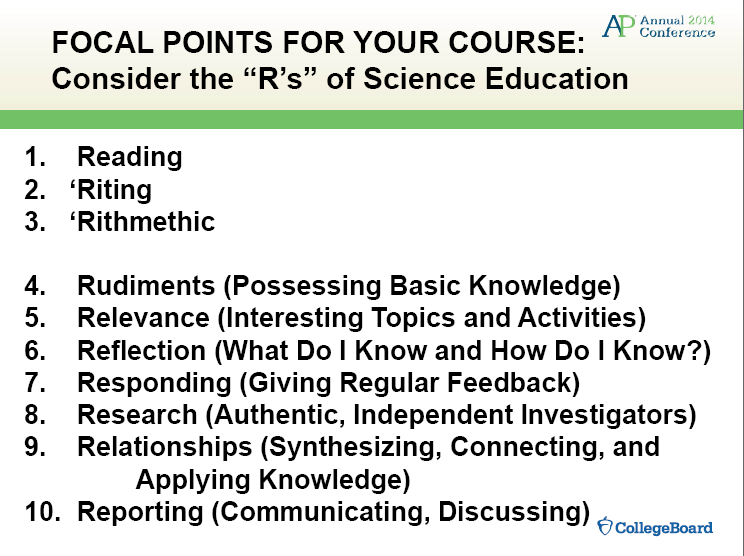 AP Annual 2014
Conference
FOCAL POINTS FOR YOUR COURSE:
Consider the “R’s” of Science Education
1. Reading
2. ‘Riting
3. ‘Rithmethic
4. Rudiments (Possessing Basic Knowledge)
5. Relevance (Interesting Topics and Activities)
6. Reflection (What Do I Know and How Do I Know?)
7. Responding (Giving Regular Feedback)
8. Research (Authentic, Independent Investigators)
9. Relationships (Synthesizing, Connecting, and
Applying Knowledge)
10. Reporting (Communicating, Discussing)
CollegeBoard